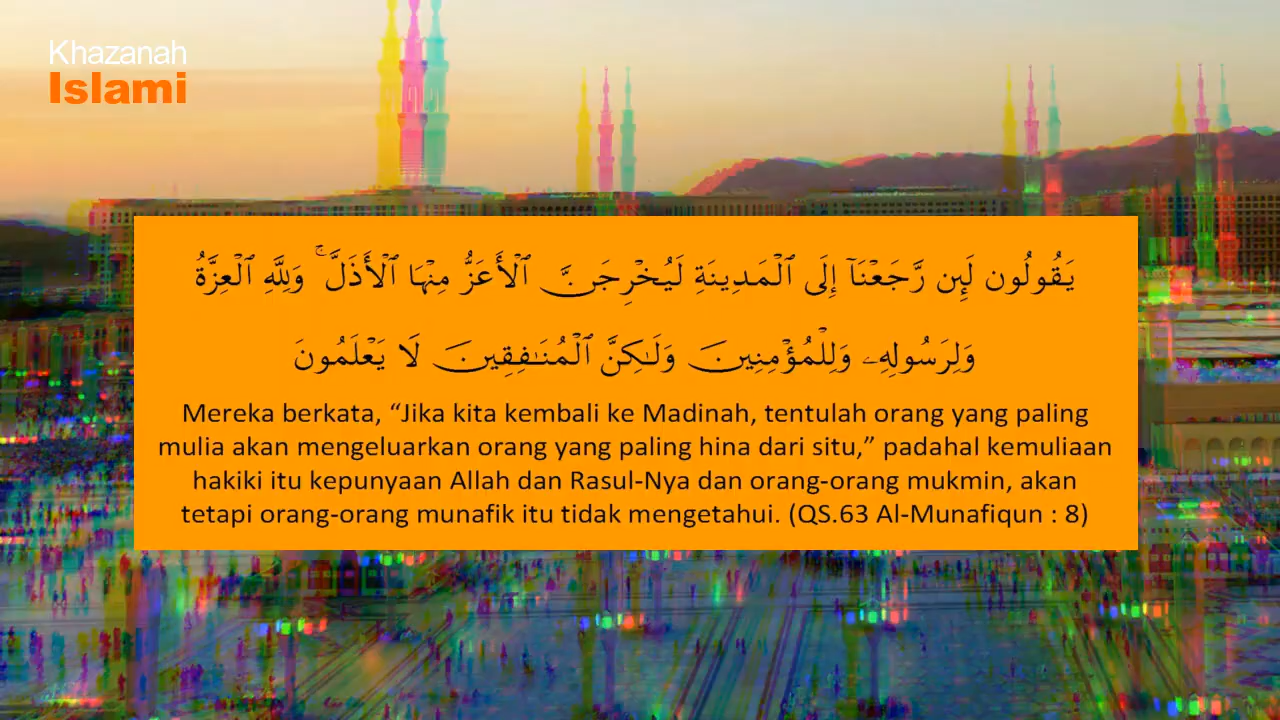 Khazanah
Islami
يَقُولُون لَئِن رَّجَعْنَآ إِلَى ٱلْمَدِينَةِ لَيُخْرِجَنَّ ٱلْأَعَزُّ مِنْهَا ٱلْأَذَلَّ ۚ وَلِلَّهِ ٱلْعِزَّةُ
وَلِرَسُولِهِۦ وَلِلْمُؤْمِنِينَ وَلَٰكِنَّ ٱلْمُنَٰفِقِينَ لَا يَعْلَمُونَ
Mereka berkata, “Jika kita kembali ke Madinah, tentulah orang yang paling
mulia akan mengeluarkan orang yang paling hina dari situ,” padahal kemuliaan
hakiki itu kepunyaan Allah dan Rasul-Nya dan orang-orang mukmin, akan
tetapi orang-orang munafik itu tidak mengetahui. (QS.63 Al-Munafiqun : 8)